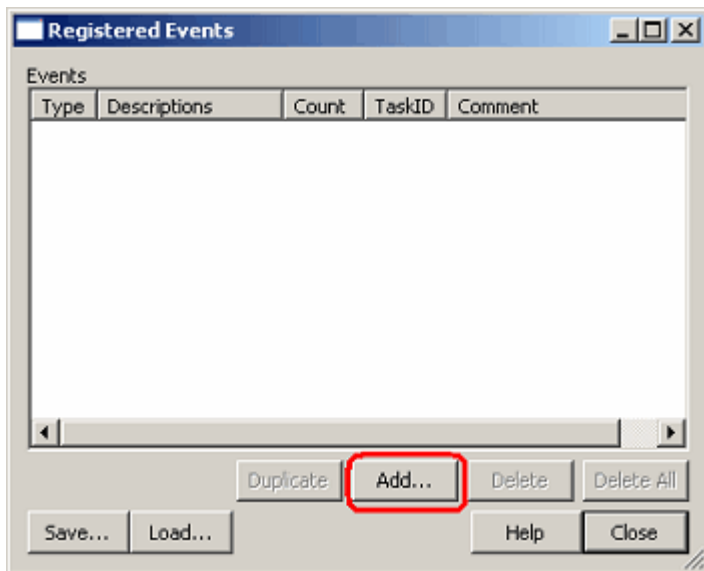 Registered Events
Events
Type Descriptions Count TaskID Comment
Duplicate Add... Delete Delete All
Save... Load... Help Close